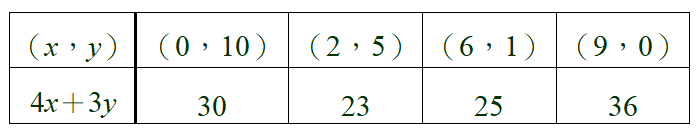 （x，y） （0，10） （2，5） （6，1） （9，0）
4x＋3y 30 23 25 36